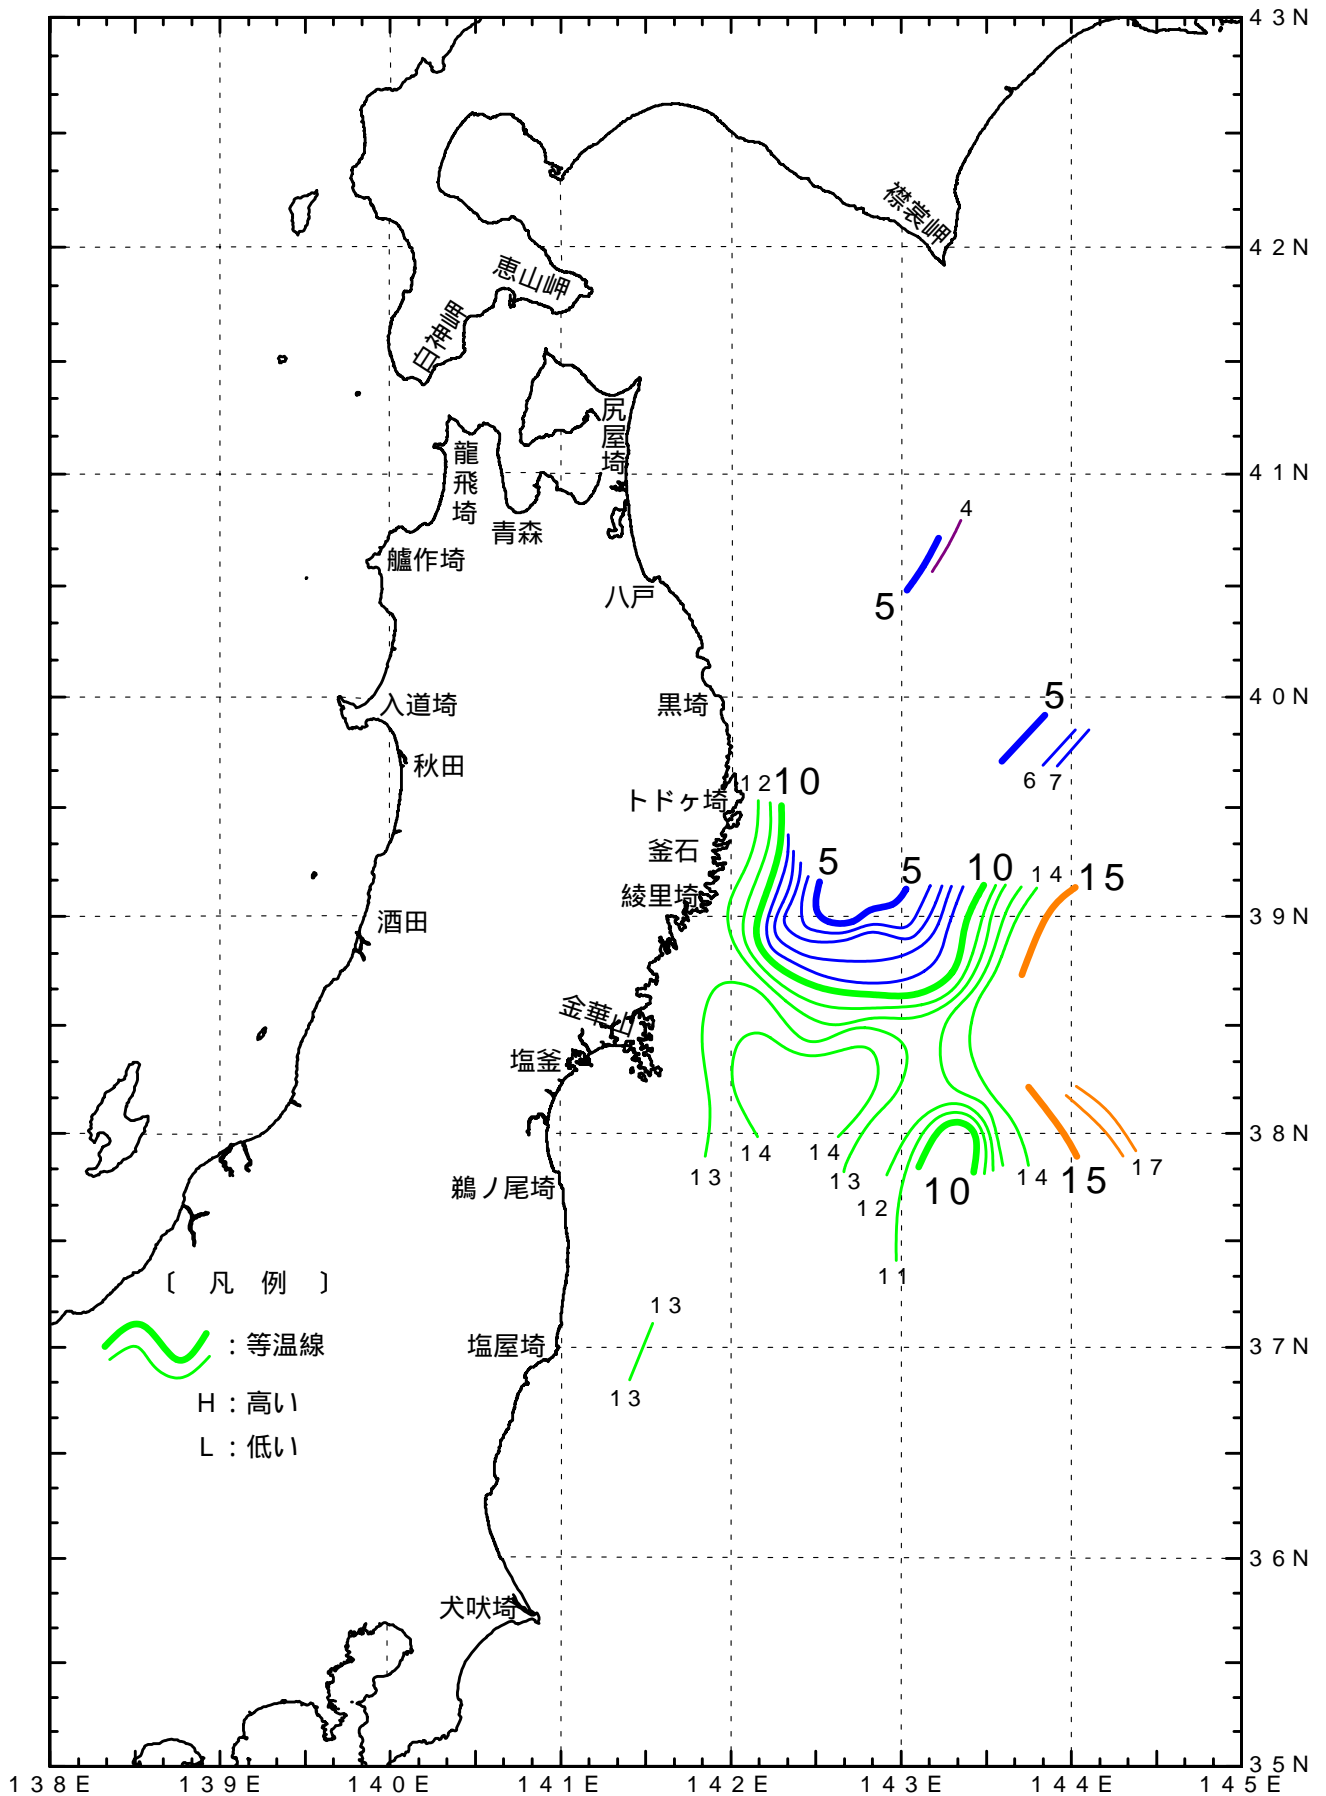 43N
襟裳岬
42N
恵山岬
白神岬
尻屋埼
龍飛埼
41N
4
青森
艫作埼
八戸
5
40N
5
入道埼
黒埼
秋田
6 7
12 10
トドヶ埼
釜石
5 5 10 14 15
綾里埼
39N
酒田
金華山
塩釜
38N
13 14 14 13 14 15 17
鵜ノ尾埼
10
12
11
〔 凡 例 〕
13
:等温線
塩屋埼
37N
13
H:高い
L:低い
36N
犬吠埼
35N
138E 139E 140E 141E 142E 143E 144E 145E